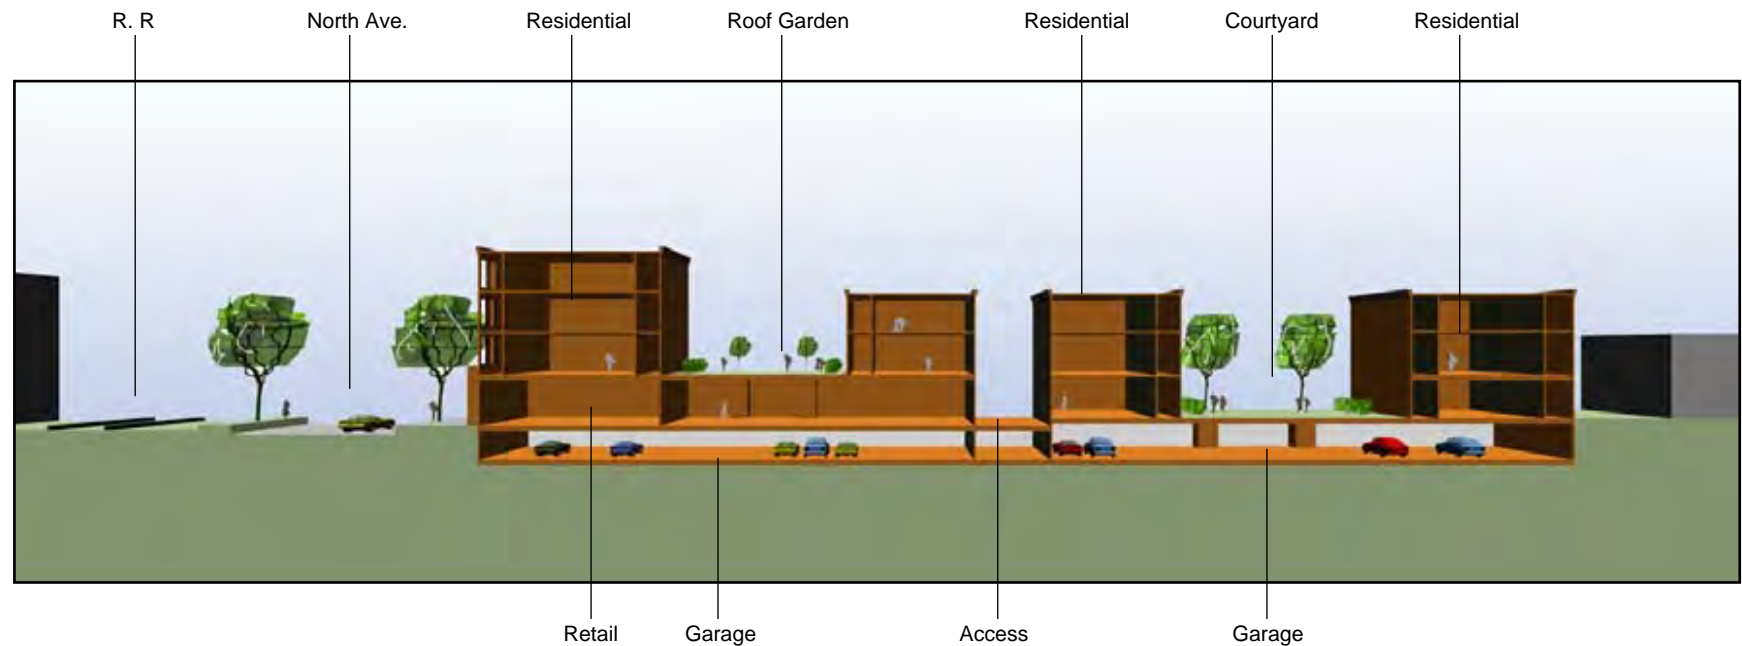 R. R
North Ave.
Residential
Roof Garden
Residential
Courtyard
Residential
Retail
Garage
Access
Garage